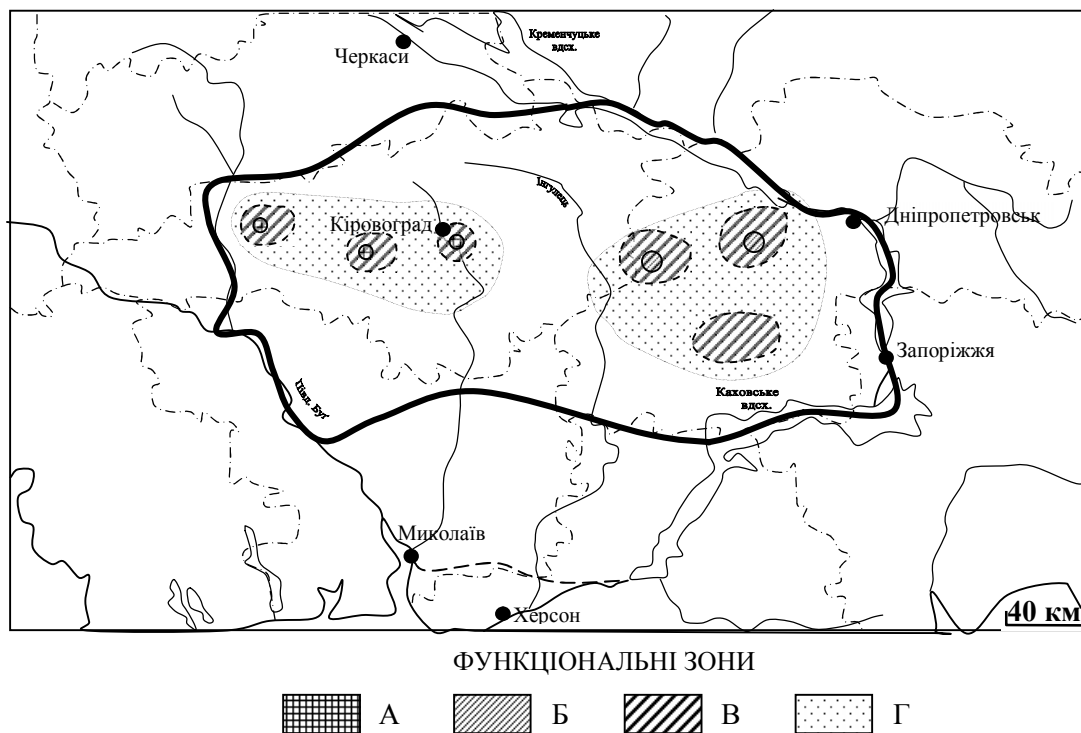 Кременчуцьке
вдсх.
Черкаси
Інгулець
Дніпропетровськ
Кіровоград
Запоріжжя
Півд. Буг
Каховське
вдсх.
Миколаїв
Херсон
40 км
ФУНКЦІОНАЛЬНІ ЗОНИ
А Б В Г